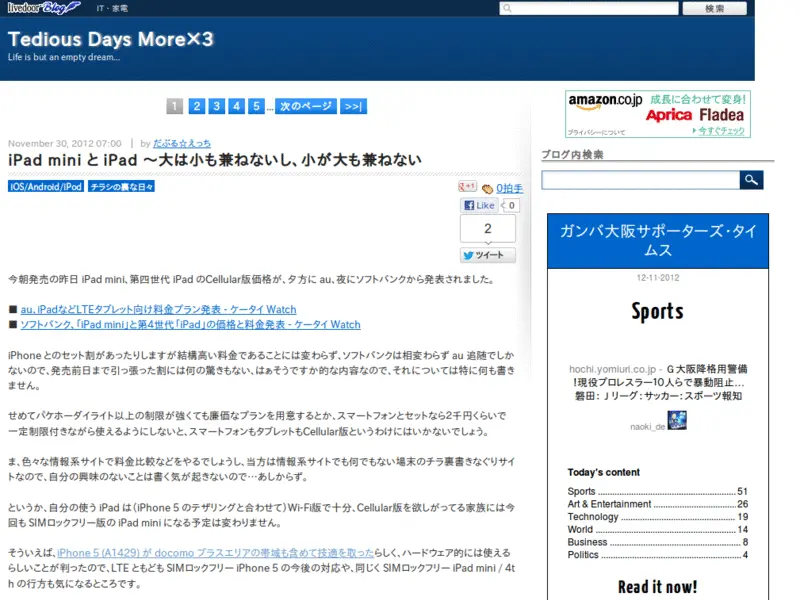 livedoor Blog
IT・家電
検索
Tedious Days More×3
Life is but an empty dream...
1 2 3 4 5 ... 次のページ >>|
November 30, 2012 07:00 | by だぶる☆えっち
iPad mini と iPad ～大は小も兼ねないし、小が大も兼ねない
iOS/Android/iPod チラシの裏な日々
g +1 0拍手
Like 0
2
ツイート
今朝発売の昨日 iPad mini、第四世代 iPad のCellular版価格が、夕方に au、夜にソフトバンクから発表されました。
■ au、iPadなどLTEタブレット向け料金プラン発表 - ケータイ Watch
■ ソフトバンク、「iPad mini」と第4世代「iPad」の価格と料金発表 - ケータイ Watch
iPhone とのセット割があったりしますが結構高い料金であることには変わらず、ソフトバンクは相変わらず au 追随でしか
ないので、発売前日まで引っ張った割には何の驚きもない、はぁそうですか的な内容なので、それについては特に何も書き
ません。
せめてパケホーダイライト以上の制限が強くても廉価なプランを用意するとか、スマートフォンとセットなら2千円くらいで
一定制限付きながら使えるようにしないと、スマートフォンもタブレットもCellular版というわけにはいかないでしょう。
ま、色々な情報系サイトで料金比較などをやるでしょうし、当方は情報系サイトでも何でもない場末のチラ裏書きなぐりサイ
トなので、自分の興味のないことは書く気が起きないので…あしからず。
というか、自分の使う iPad は（iPhone 5 のテザリングと合わせて）Wi-Fi版で十分、Cellular版を欲しがってる家族には今
回も SIMロックフリー版の iPad mini になる予定は変わりません。
そういえば、iPhone 5 (A1429) が docomo プラスエリアの帯域も含めて技適を取ったらしく、ハードウェア的には使える
らしいことが判ったので、LTE ともども SIMロックフリー iPhone 5 の今後の対応や、同じく SIMロックフリー iPad mini / 4t
h の行方も気になるところです。
amazon.co.jp 成長に合わせて変身!
Aprica Fladea
プライバシーについて 今すぐチェック
ブログ内検索
ガンバ大阪サポーターズ・タイ
ムス
12-11-2012
Sports
hochi.yomiuri.co.jp - Ｇ大阪降格用警備
！現役プロレスラー１０人らで暴動阻止…
磐田：Ｊリーグ：サッカー：スポーツ報知
naoki_de
Today's content
Sports 51
Art & Entertainment 26
Technology 19
World 14
Business 8
Politics 4
Read it now!